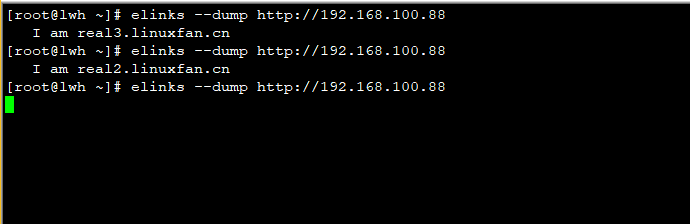 [root@lwh ~]# elinks --dump http://192.168.100.88
I am real3.linuxfan.cn
[root@lwh ~]# elinks --dump http://192.168.100.88
I am real2.linuxfan.cn
[root@lwh ~]# elinks --dump http://192.168.100.88